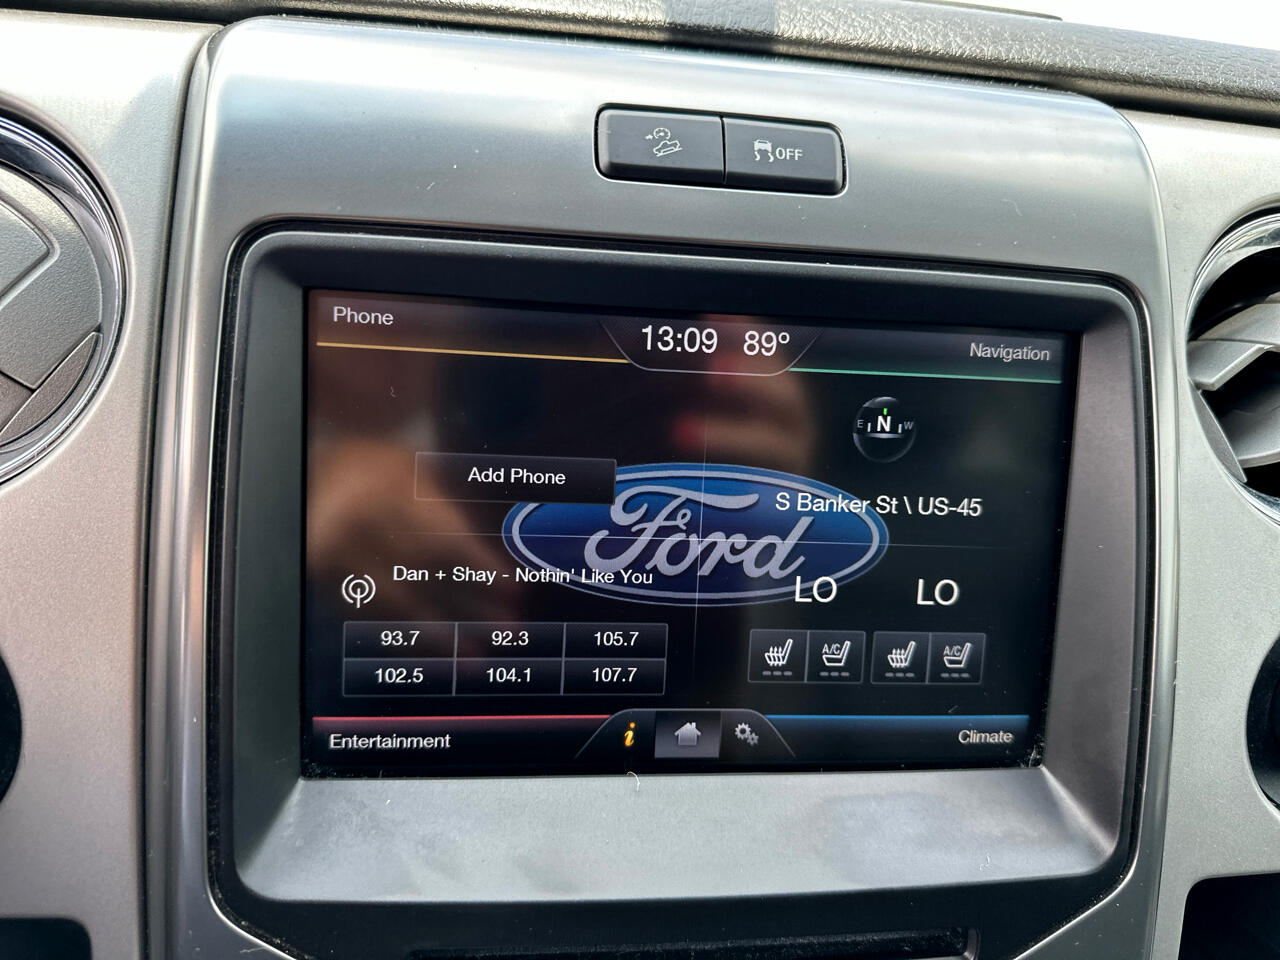 OFF
Phone
13:09 89°
Navigation
E N W
Add Phone
S Banker St \ US-45
Ford
Dan + Shay - Nothin' Like You
LO LO
93.7 92.3 105.7
102.5 104.1 107.7
A/C A/C
i
Entertainment
Climate